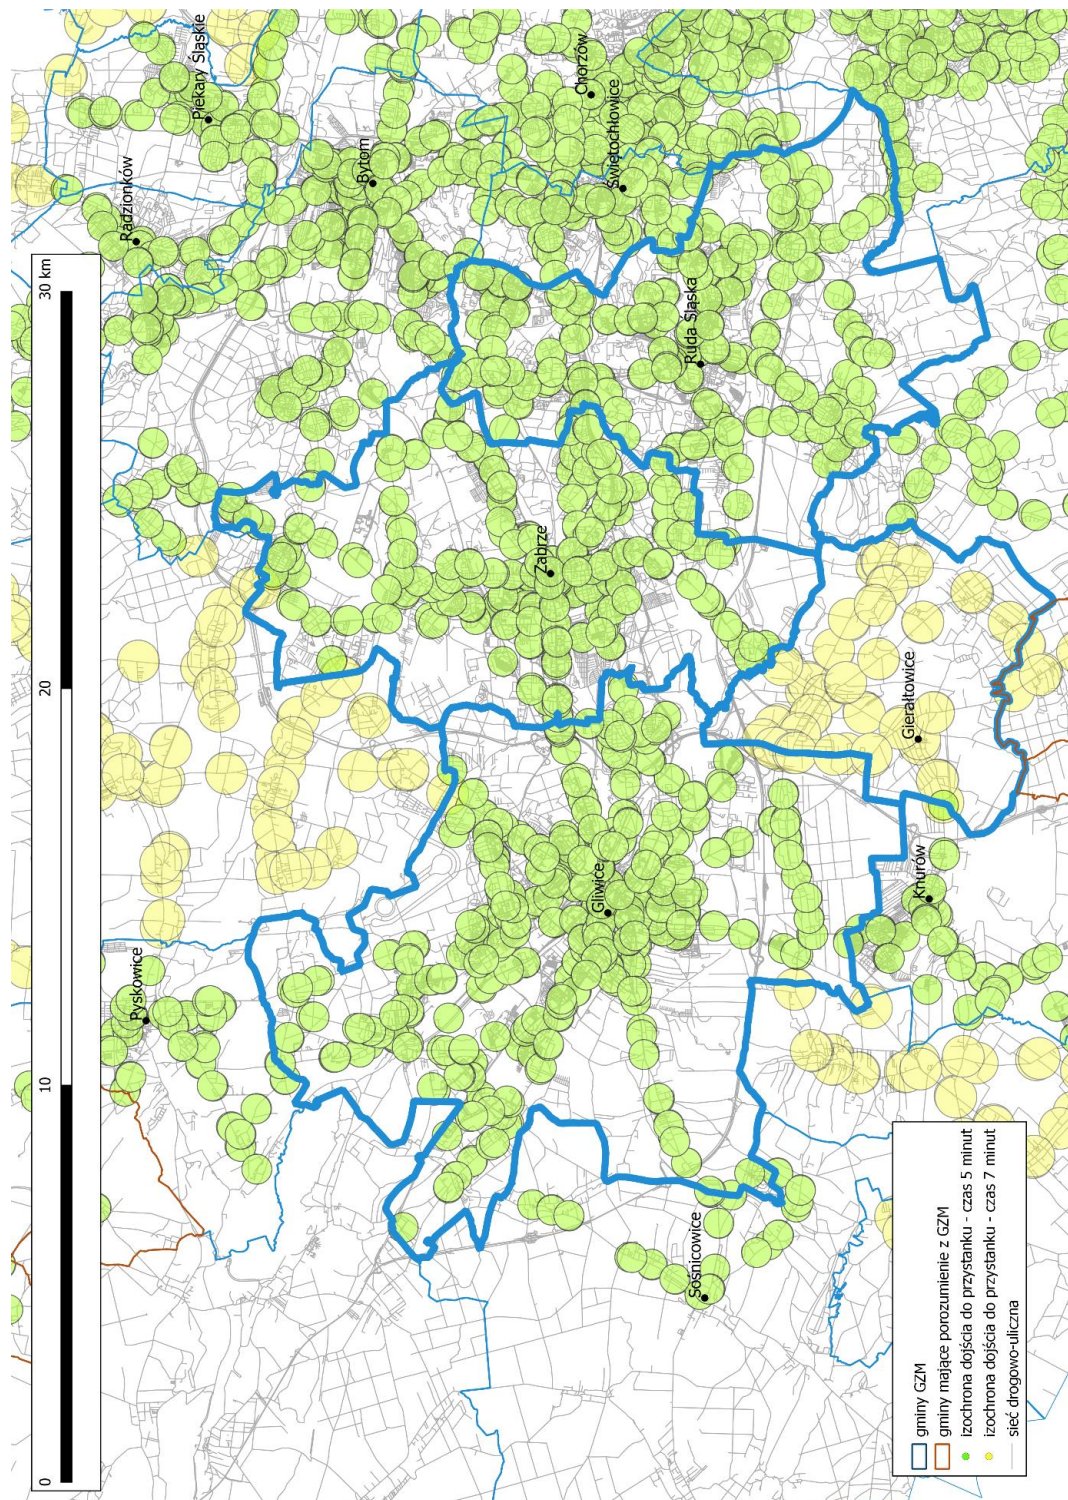 Piekary Śląskie
Chorzów
Radzionków
Bytom
Świętochłowice
30 km
Ruda Śląska
Zabrze
20
Gierałtowice
Gliwice
Knurów
Pyskowice
10
Sośnicowice
0
gminy GZM
gminy mające porozumienie z GZM
izochrona dojścia do przystanku - czas 5 minut
izochrona dojścia do przystanku - czas 7 minut
sieć drogowo-uliczna